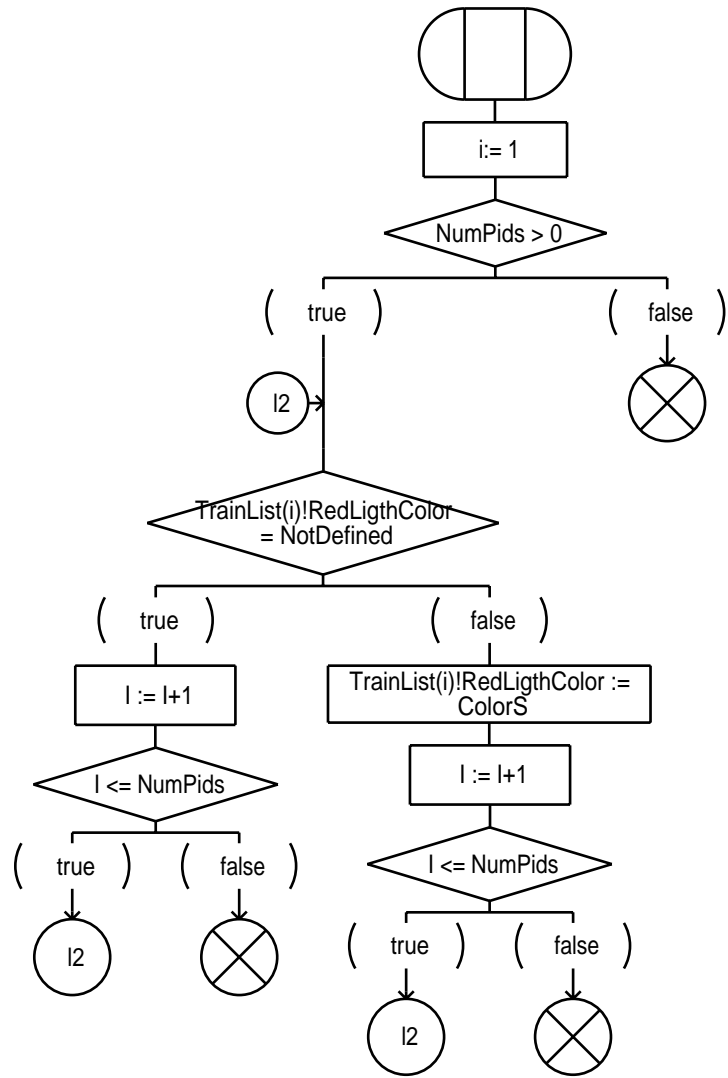 i:= 1
NumPids > 0
( true )
( false )
l2
TrainList(i)!RedLigthColor
= NotDefined
( true )
( false )
I := I+1
TrainList(i)!RedLigthColor :=
ColorS
I <= NumPids
I := I+1
( true )
( false )
I <= NumPids
l2
( true )
( false )
l2